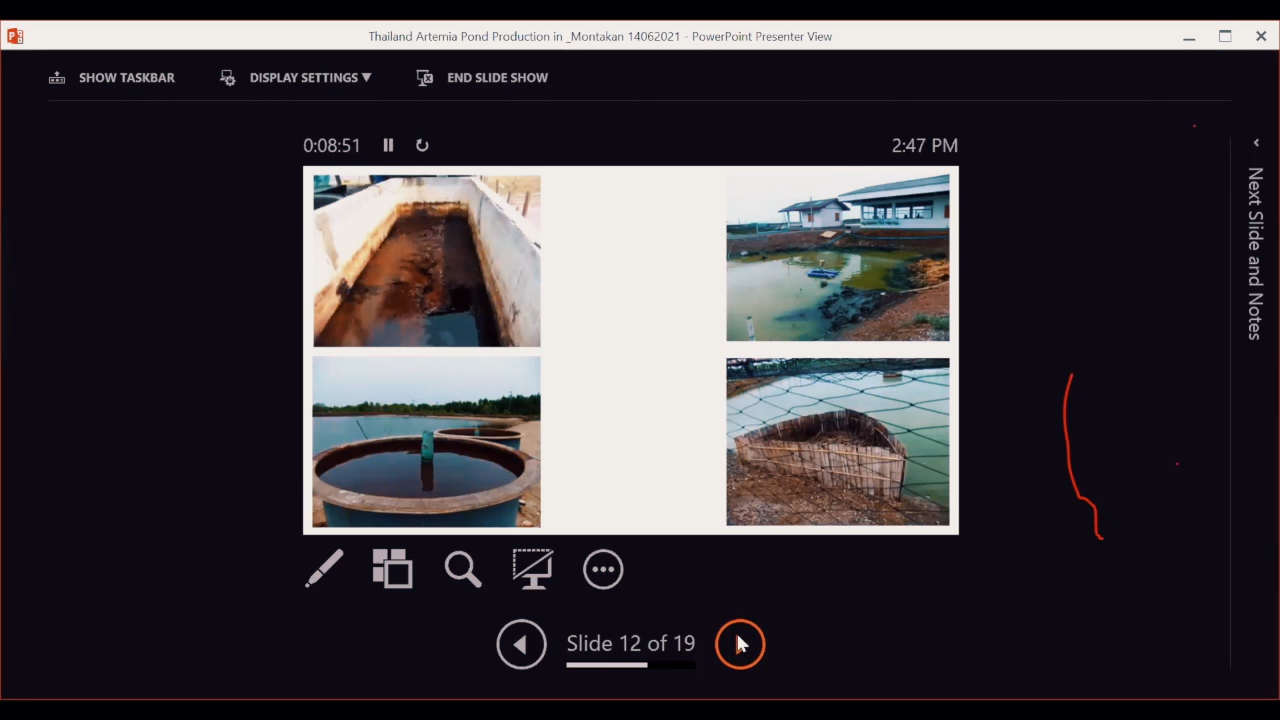 Thailand Artemia Pond Production in _Montakan 14062021 - PowerPoint Presenter View
SHOW TASKBAR
DISPLAY SETTINGS ▼
END SLIDE SHOW
0:08:51
2:47 PM
Next Slide and Notes
Slide 12 of 19